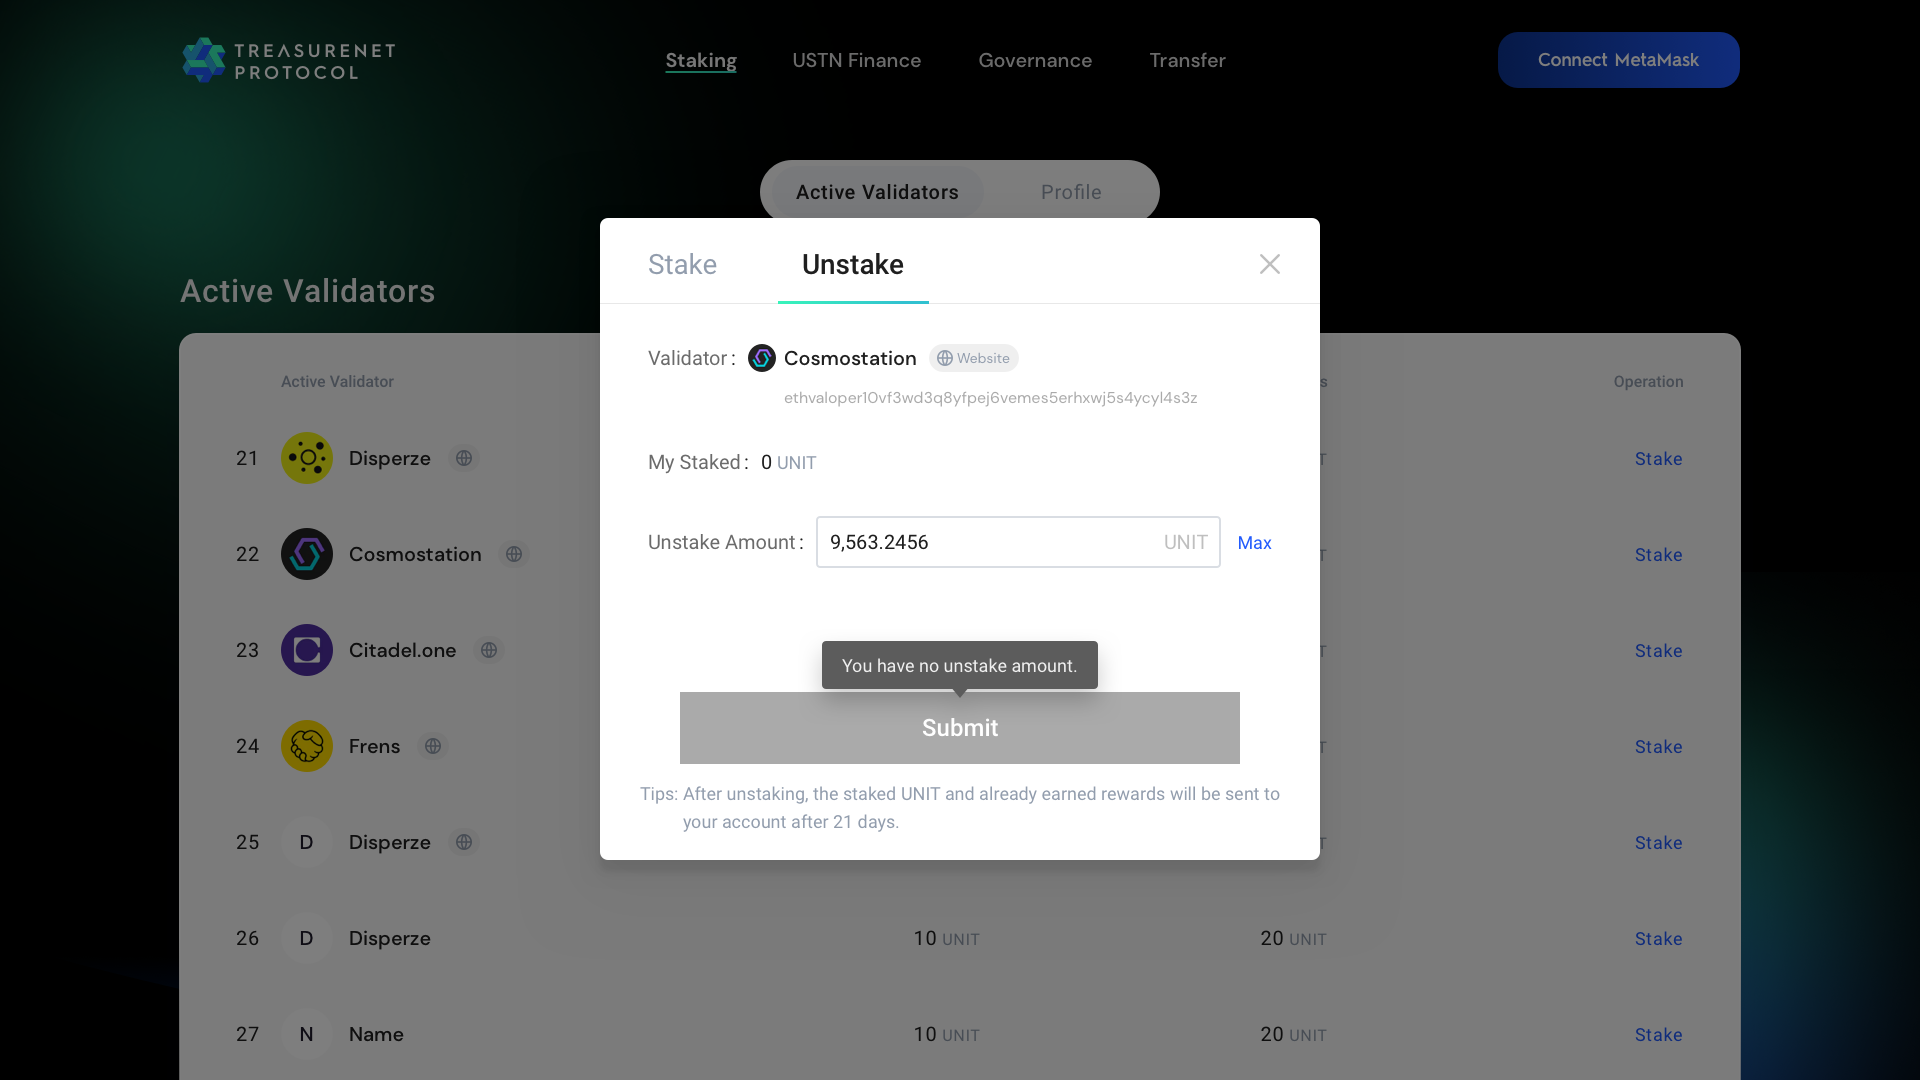 TREASURENET
PROTOCOL
Staking
USTN Finance
Governance
Transfer
Connect MetaMask
Active Validators
Profile
Active Validators
Stake
Unstake
Validator :
Cosmostation
Website
ethvaloper10vf3wd3q8yfpej6vemes5erhxwj5s4ycyl4s3z
My Staked : 0 UNIT
Unstake Amount : 9,563.2456 UNIT Max
You have no unstake amount.
Submit
Tips: After unstaking, the staked UNIT and already earned rewards will be sent to
your account after 21 days.
Active Validator s Operation
21 Disperze T Stake
22 Cosmostation T Stake
23 Citadel.one T Stake
24 Frens T Stake
25 D Disperze T Stake
26 D Disperze 10 UNIT 20 UNIT Stake
27 N Name 10 UNIT 20 UNIT Stake